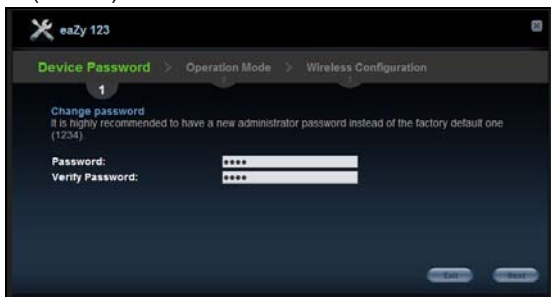 eaZy 123
Device Password > Operation Mode > Wireless Configuration
1
Change password
It is highly recommended to have a new administrator password instead of the factory default one
(1234).
Password: ••••
Verify Password: ••••
Exit Next